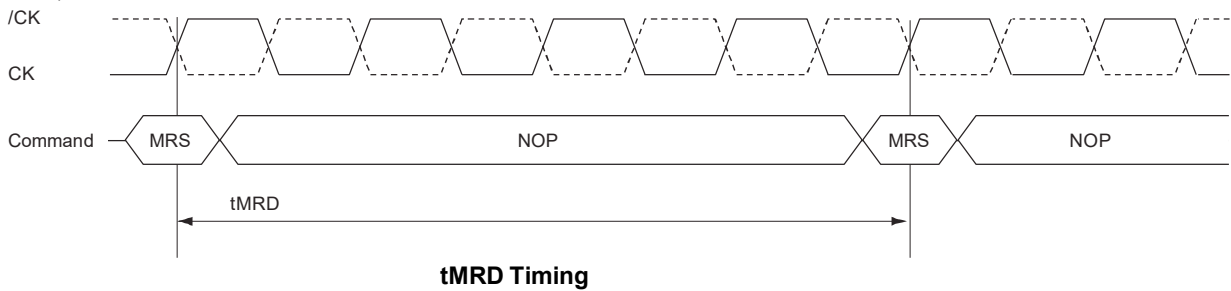 /CK
CK
Command MRS NOP MRS NOP
tMRD
tMRD Timing